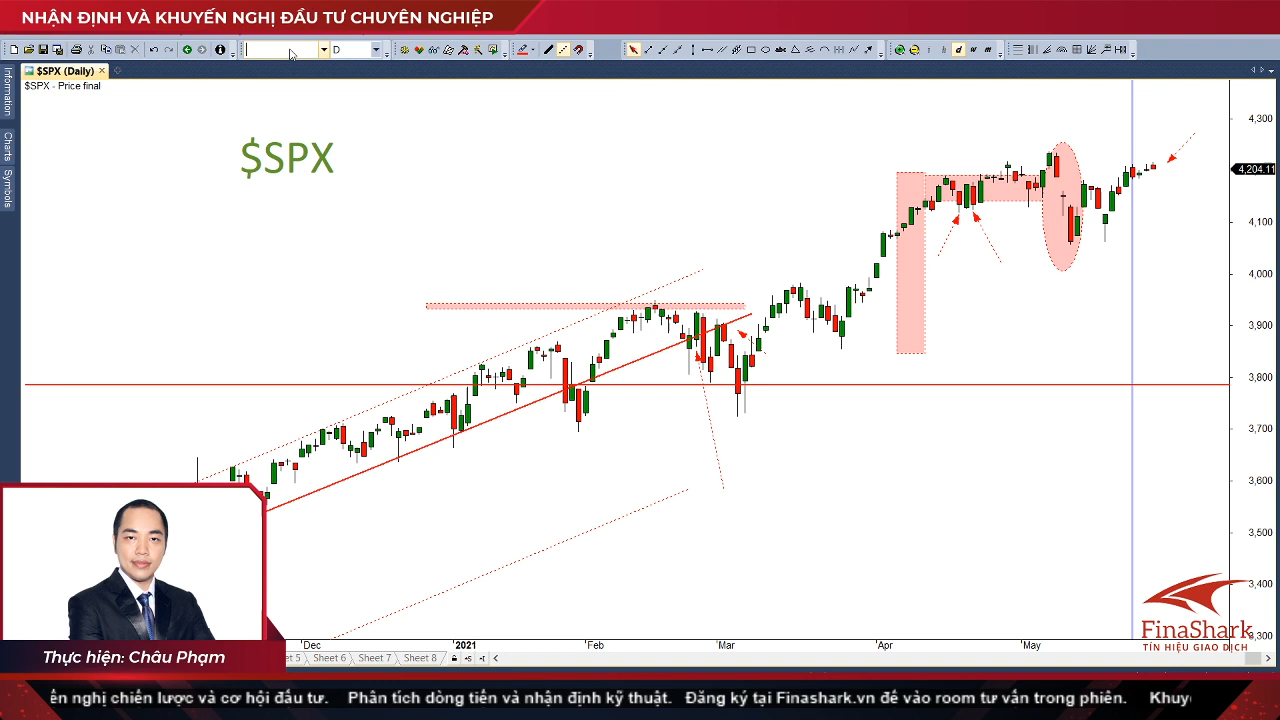 NHẬN ĐỊNH VÀ KHUYẾN NGHỊ ĐẦU TƯ CHUYÊN NGHIỆP
D
$SPX (Daily)
$SPX - Price final
Information
Charts
Symbols
$SPX
4,300
4,204.11
4,100
4,000
3,900
3,800
3,700
3,600
3,500
3,400
3,300
Dec
2021
Feb
Mar
Apr
May
Sheet 6
Sheet 7
Sheet 8
FinaShark
TÍN HIỆU GIAO DỊCH
Thực hiện: Châu Phạm
nghị chiến lược và cơ hội đầu tư. Phân tích dòng tiền và nhận định kỹ thuật. Đăng ký tại Finashark.vn để vào room tư vấn trong phiên.